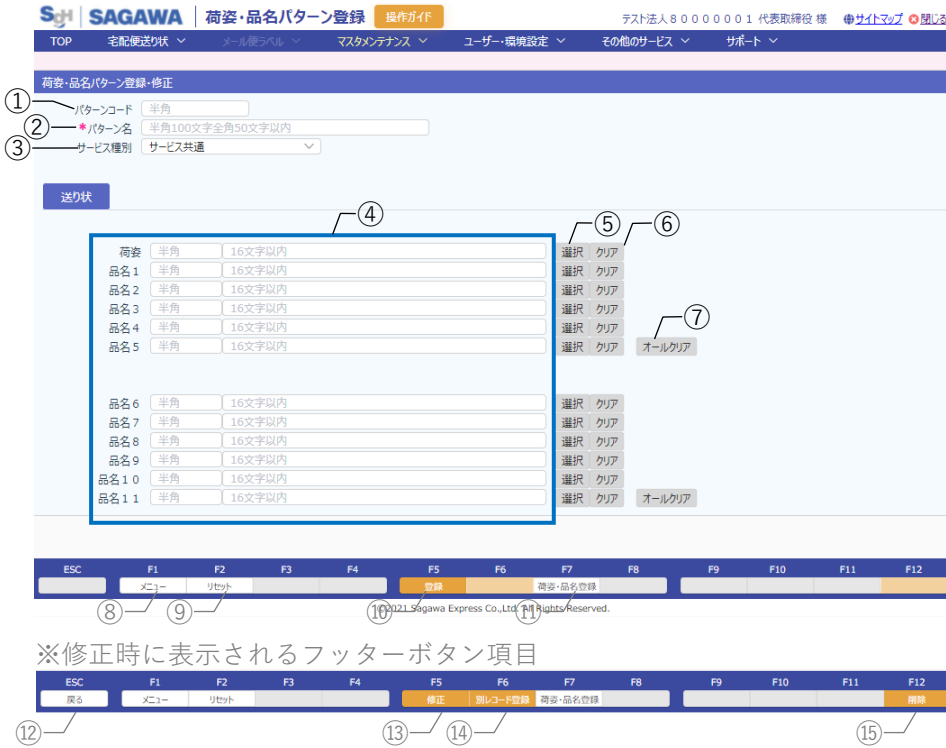 SGH SAGAWA 荷姿・品名パターン登録 操作ガイド テスト法人８００００００１ 代表取締役 様 サイトマップ 閉じる
TOP 宅配便送り状 メール便ラベル マスタメンテナンス ユーザー・環境設定 その他のサービス サポート
荷姿・品名パターン登録・修正
① パターンコード 半角
② *パターン名 半角100文字全角50文字以内
③ サービス種別 サービス共通
送り状
④
⑤ ⑥
荷姿 半角 16文字以内 選択 クリア
品名１ 半角 16文字以内 選択 クリア
品名２ 半角 16文字以内 選択 クリア
品名３ 半角 16文字以内 選択 クリア
⑦
品名４ 半角 16文字以内 選択 クリア
品名５ 半角 16文字以内 選択 クリア オールクリア
品名６ 半角 16文字以内 選択 クリア
品名７ 半角 16文字以内 選択 クリア
品名８ 半角 16文字以内 選択 クリア
品名９ 半角 16文字以内 選択 クリア
品名１０ 半角 16文字以内 選択 クリア
品名１１ 半角 16文字以内 選択 クリア オールクリア
ESC F1 F2 F3 F4 F5 F6 F7 F8 F9 F10 F11 F12
メニュー リセット 登録 荷姿・品名登録
⑧ ⑨ ⑩ ⑪
©2021 Sagawa Express Co.,Ltd. All Rights Reserved.
※修正時に表示されるフッターボタン項目
ESC F1 F2 F3 F4 F5 F6 F7 F8 F9 F10 F11 F12
戻る メニュー リセット 修正 別レコード登録 荷姿・品名登録 削除
⑫ ⑬ ⑭ ⑮